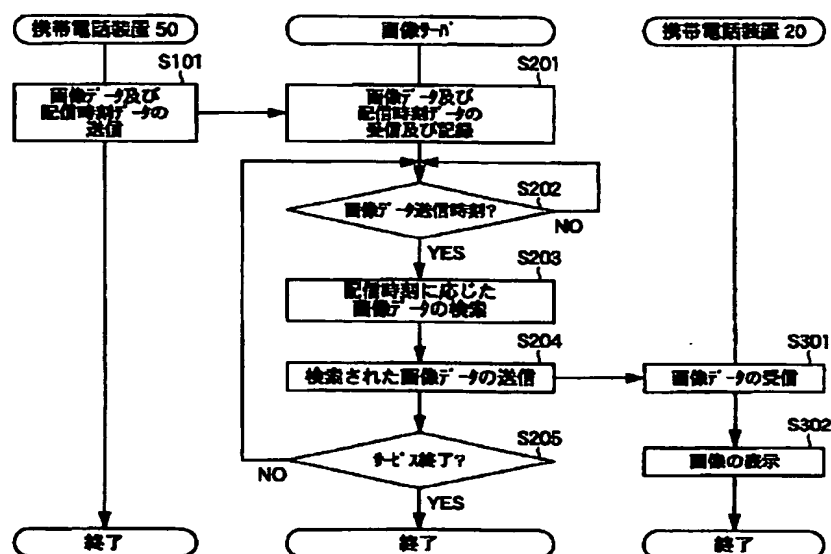 携帯電話装置50
画像サーバ
携帯電話装置20
S101
画像データ及び
配信時刻データの
送信
S201
画像データ及び
配信時刻データの
受信及び記録
S202
画像データ送信時刻?
NO
YES
S203
配信時刻に応じた
画像データの検索
S204
検索された画像データの送信
S301
画像データの受信
S205
サービス終了?
NO
YES
S302
画像の表示
終了
終了
終了